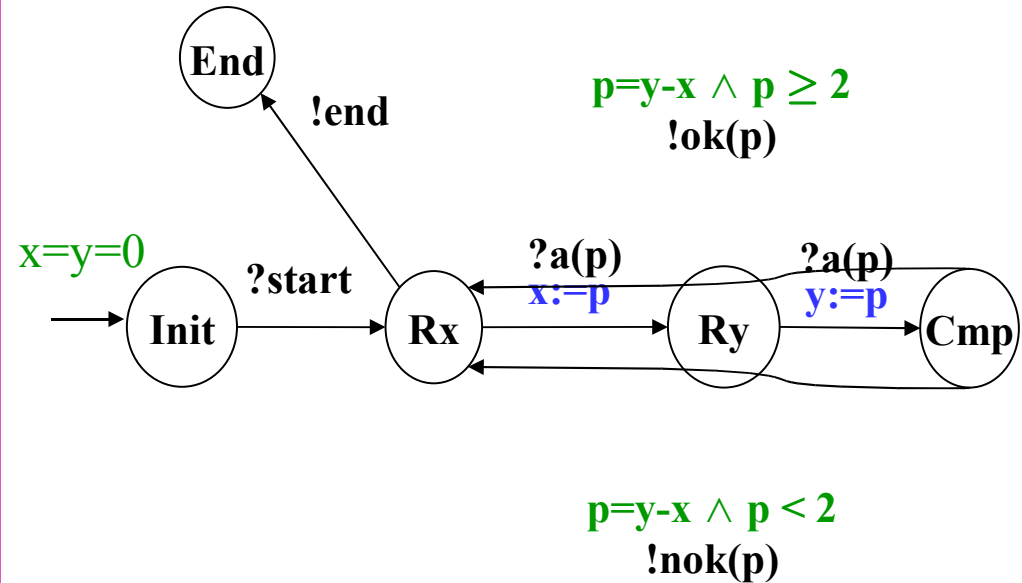 End
!end
p=y-x ∧ p ≥ 2
!ok(p)
x=y=0
?start
?a(p)
x:=p
?a(p)
y:=p
Init
Rx
Ry
Cmp
p=y-x ∧ p < 2
!nok(p)